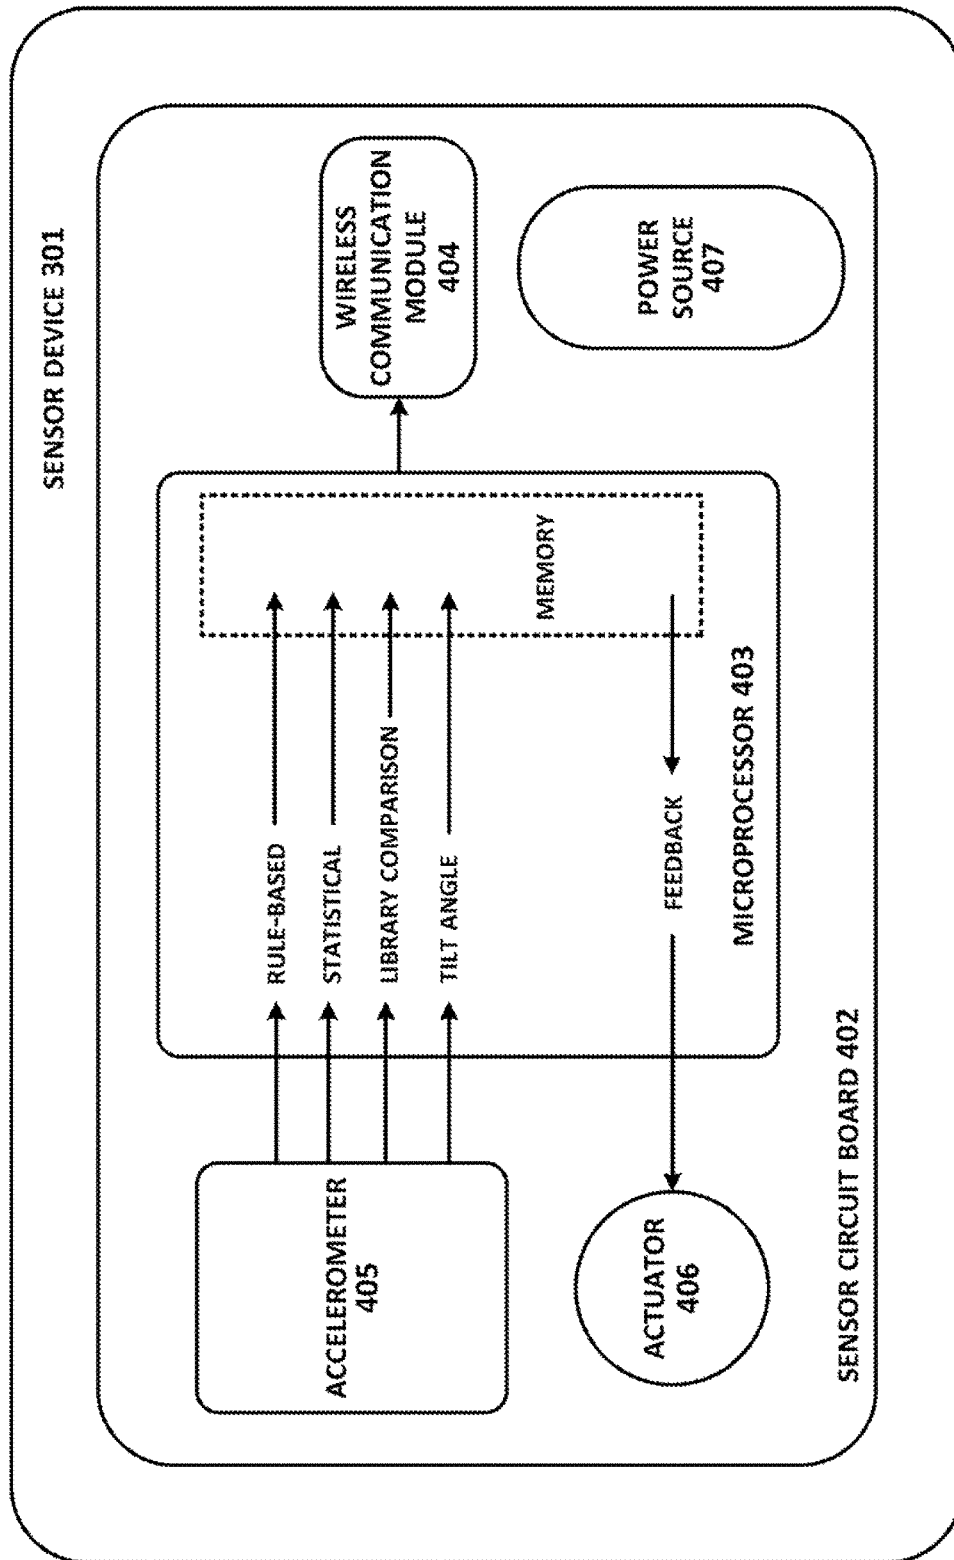 SENSOR DEVICE 301
ACCELEROMETER
405
RULE-BASED
STATISTICAL
LIBRARY COMPARISON
TILT ANGLE
MEMORY
WIRELESS
COMMUNICATION
MODULE
404
ACTUATOR
406
FEEDBACK
MICROPROCESSOR 403
POWER
SOURCE
407
SENSOR CIRCUIT BOARD 402